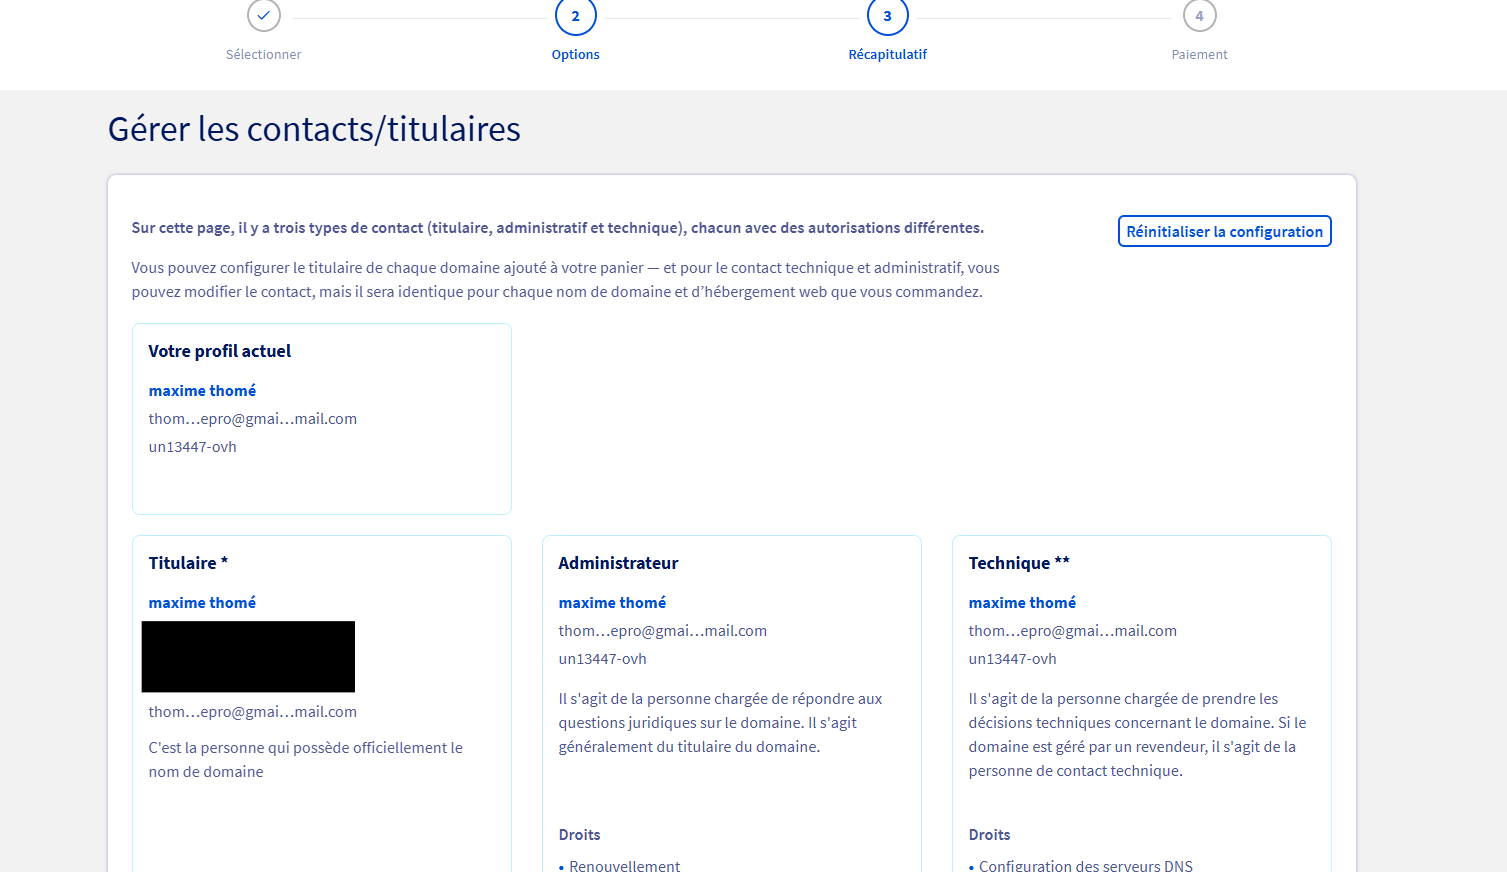 2
3
4
Sélectionner
Options
Récapitulatif
Paiement
Gérer les contacts/titulaires
Sur cette page, il y a trois types de contact (titulaire, administratif et technique), chacun avec des autorisations différentes.
Réinitialiser la configuration
Vous pouvez configurer le titulaire de chaque domaine ajouté à votre panier — et pour le contact technique et administratif, vous
pouvez modifier le contact, mais il sera identique pour chaque nom de domaine et d’hébergement web que vous commandez.
Votre profil actuel
maxime thomé
thom…epro@gmai…mail.com
un13447-ovh
Titulaire *
maxime thomé
thom…epro@gmai…mail.com
C'est la personne qui possède officiellement le
nom de domaine
Administrateur
maxime thomé
thom…epro@gmai…mail.com
un13447-ovh
Il s'agit de la personne chargée de répondre aux
questions juridiques sur le domaine. Il s'agit
généralement du titulaire du domaine.
Droits
• Renouvellement
Technique **
maxime thomé
thom…epro@gmai…mail.com
un13447-ovh
Il s'agit de la personne chargée de prendre les
décisions techniques concernant le domaine. Si le
domaine est géré par un revendeur, il s'agit de la
personne de contact technique.
Droits
• Configuration des serveurs DNS